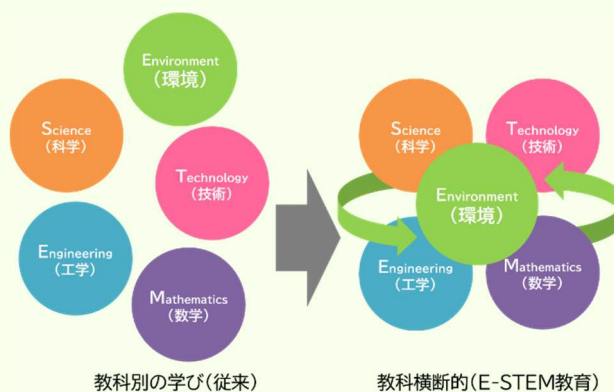 Environment
(環境)
Science
(科学)
Technology
(技術)
Engineering
(工学)
Mathematics
(数学)
教科別の学び(従来)
Science
(科学)
Technology
(技術)
Environment
(環境)
Engineering
(工学)
Mathematics
(数学)
教科横断的(E-STEM教育)